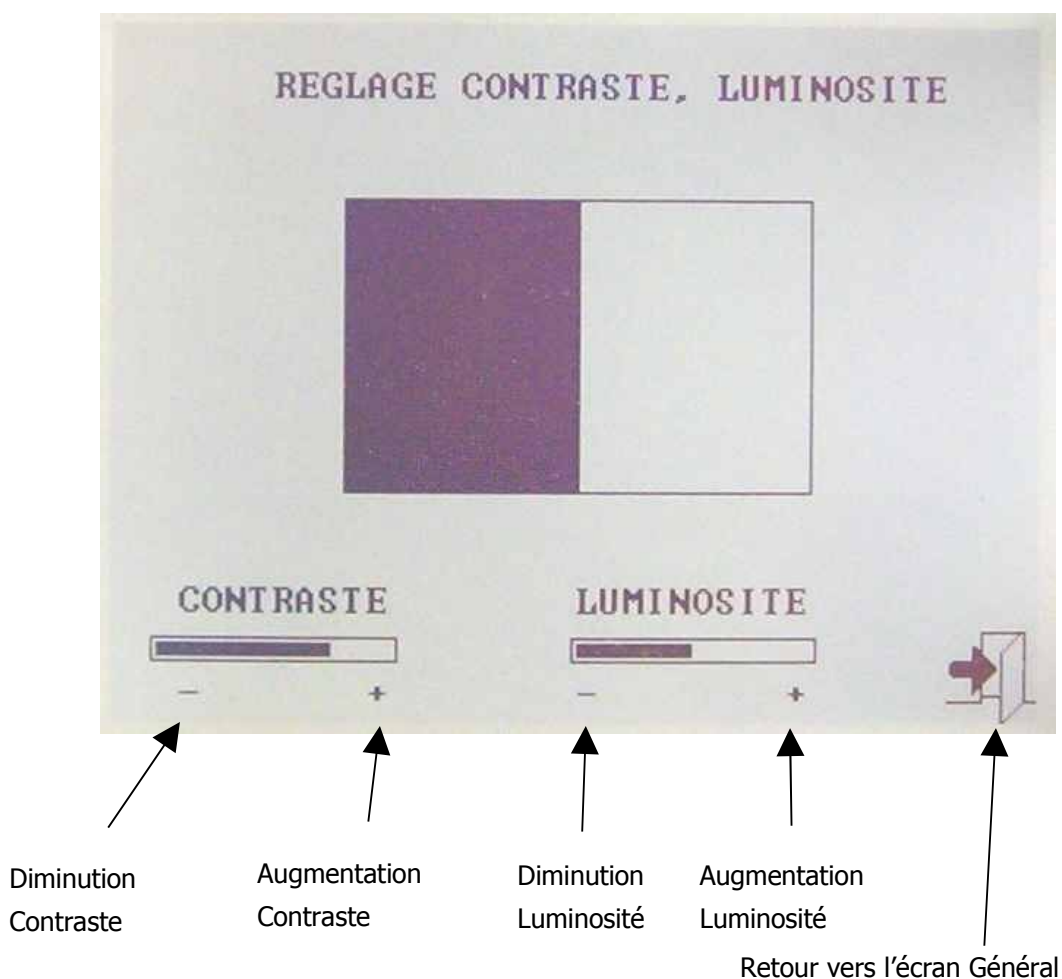 REGLAGE CONTRASTE, LUMINOSITE
CONTRASTE LUMINOSITE
- + - +
Diminution
Contraste
Augmentation
Contraste
Diminution
Luminosité
Augmentation
Luminosité
Retour vers l'écran Général